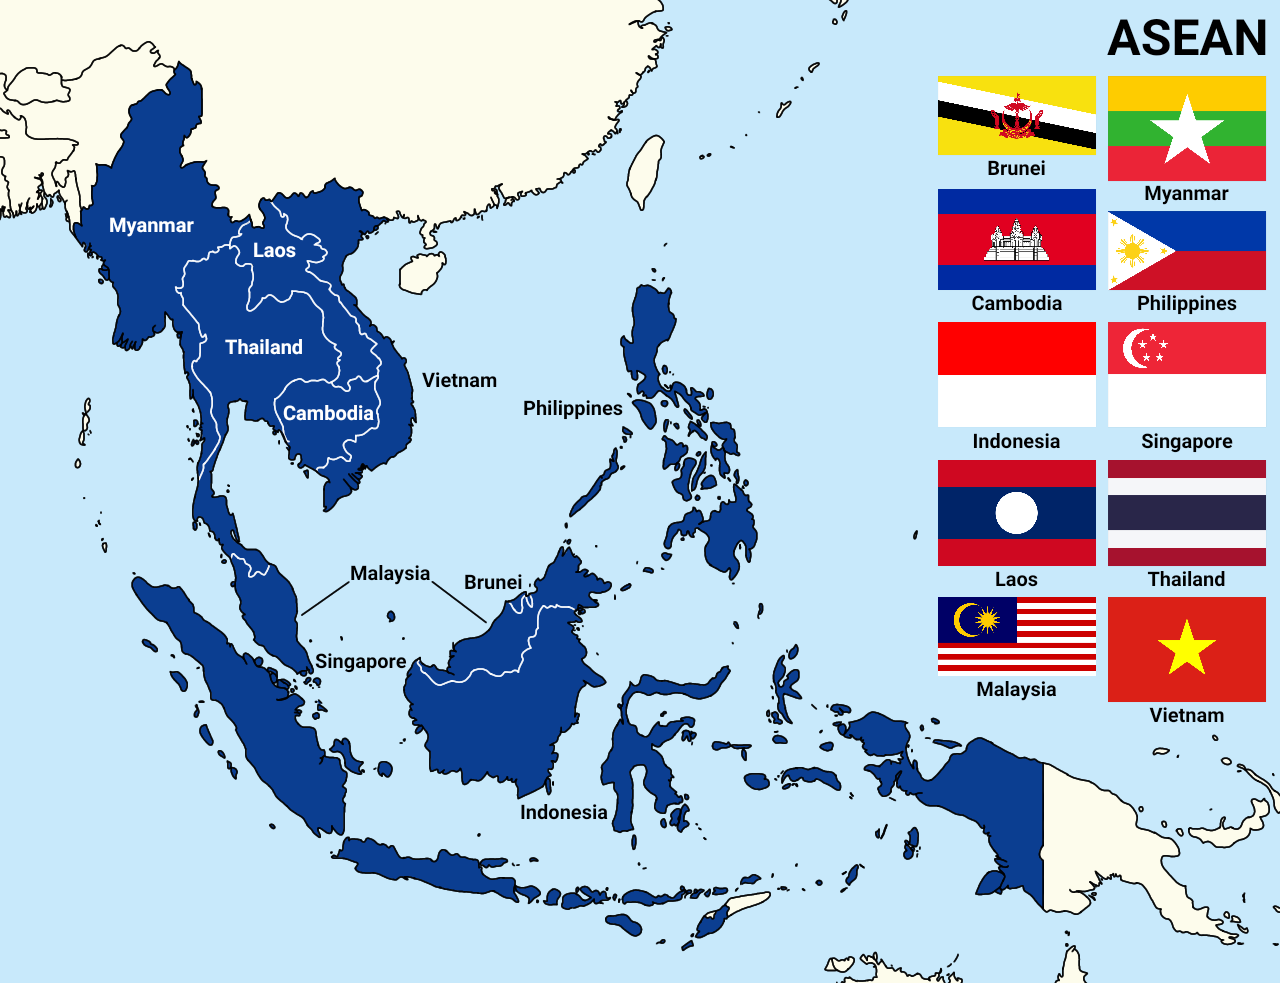 ASEAN
Brunei
Myanmar
Cambodia
Philippines
Indonesia
Singapore
Laos
Thailand
Malaysia
Vietnam
Myanmar
Laos
Thailand
Vietnam
Cambodia
Philippines
Malaysia
Brunei
Singapore
Indonesia